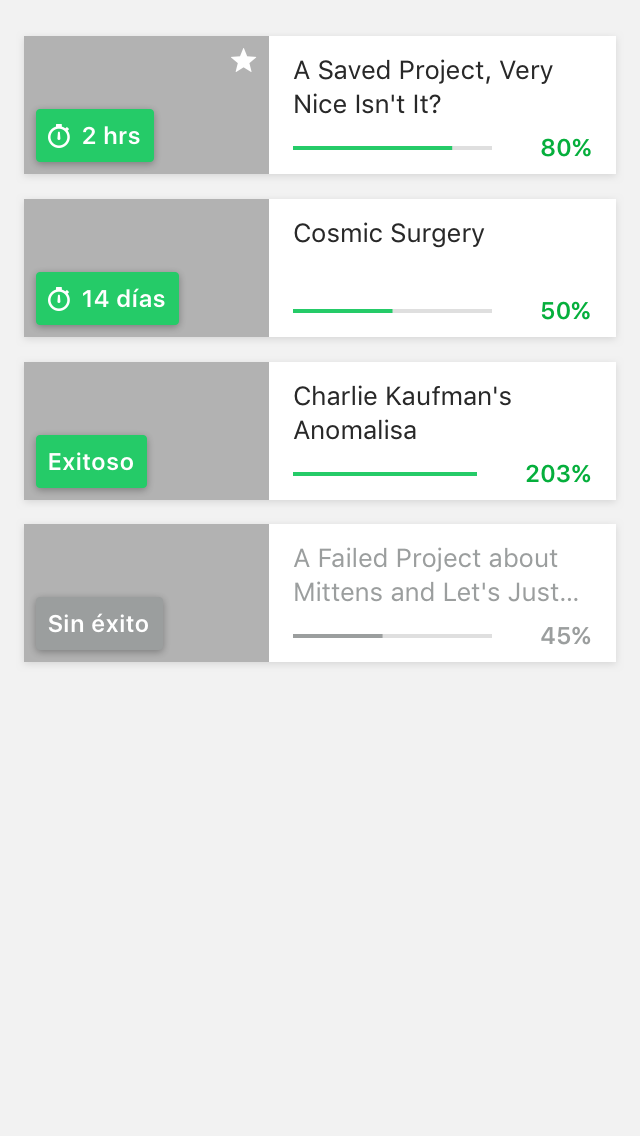 A Saved Project, Very
Nice Isn't It?
2 hrs
80%
Cosmic Surgery
14 días
50%
Charlie Kaufman's
Anomalisa
Exitoso
203%
A Failed Project about
Mittens and Let's Just...
Sin éxito
45%